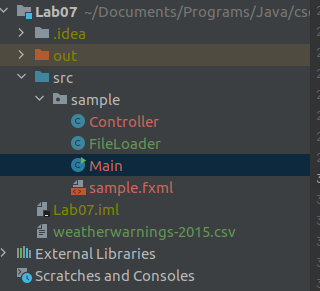 Lab07 ~/Documents/Programs/Java/cs
.idea
out
src
sample
Controller
FileLoader
Main
sample.fxml
Lab07.iml
weatherwarnings-2015.csv
External Libraries
Scratches and Consoles